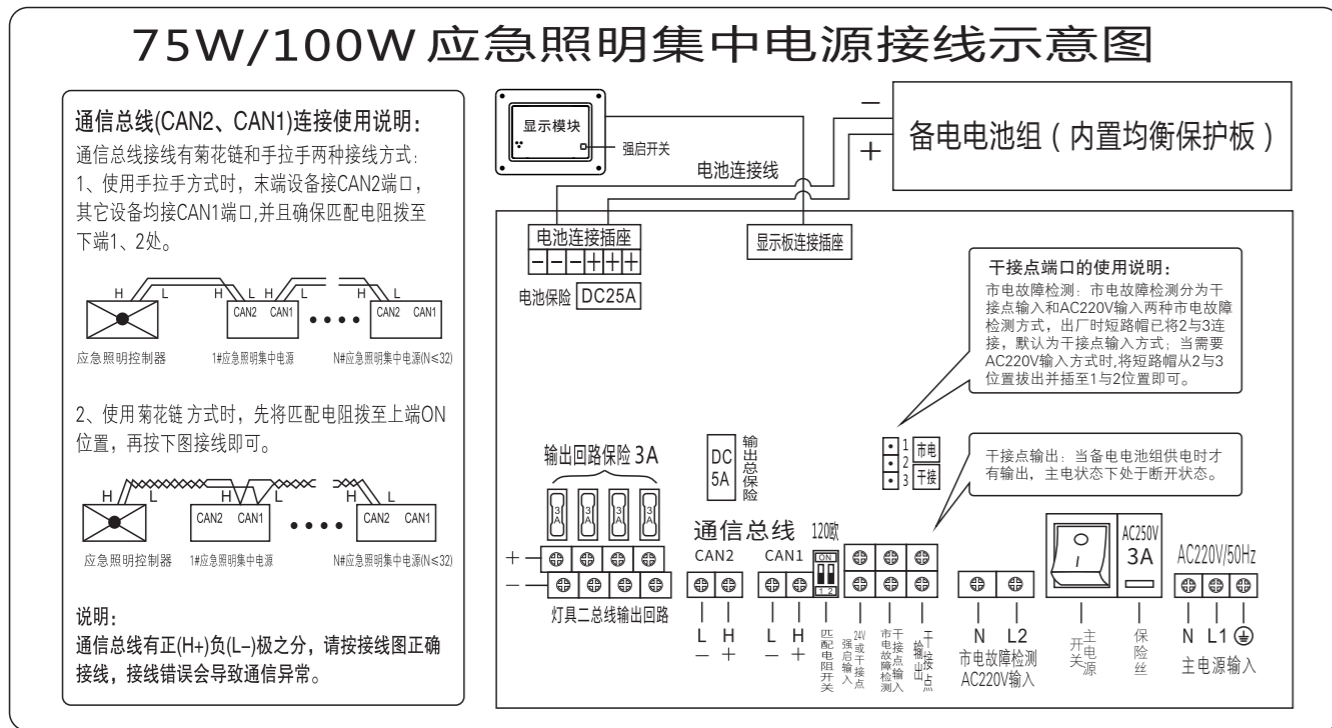 75W/100W应急照明集中电源接线示意图
通信总线(CAN2、CAN1)连接使用说明:
通信总线接线有菊花链和手拉手两种接线方式:
1、使用手拉手方式时，末端设备接CAN2端口，
其它设备均接CAN1端口,并且确保匹配电阻拨至
下端1、2处。
H L H L H L H L
CAN2 CAN1 CAN2 CAN1
应急照明控制器 1#应急照明集中电源 N#应急照明集中电源(N≤32)
2、使用菊花链方式时，先将匹配电阻拨至上端ON
位置，再按下图接线即可。
H L H L H L
CAN2 CAN1 CAN2 CAN1
应急照明控制器 1#应急照明集中电源 N#应急照明集中电源(N≤32)
说明:
通信总线有正(H+)负(L-)极之分，请按接线图正确
接线，接线错误会导致通信异常。
显示模块
强启开关
电池连接线
− 
+
备电电池组（内置均衡保护板）
电池连接插座
− − − + + +
电池保险 DC25A
显示板连接插座
干接点端口的使用说明:
市电故障检测: 市电故障检测分为干
接点输入和AC220V输入两种市电故障
检测方式，出厂时短路帽已将2与3连
接，默认为干接点输入方式; 当需要
AC220V输入方式时,将短路帽从2与3
位置拔出并插至1与2位置即可。
1 市电
2
3 干接
干接点输出: 当备电电池组供电时才
有输出，主电状态下处于断开状态。
输出回路保险 3A
3A 3A 3A 3A
+
−
灯具二总线输出回路
DC
5A
输出总保险
通信总线
CAN2 CAN1
L H L H
− + − +
120欧
ON
1 2
匹配电阻开关
24V或干接点
强启输入
干接点输入
市电故障检测
干接点
输出
N L2
市电故障检测
AC220V输入
主电源
开关
AC250V
3A
保险丝
AC220V/50Hz
N L1
主电源输入